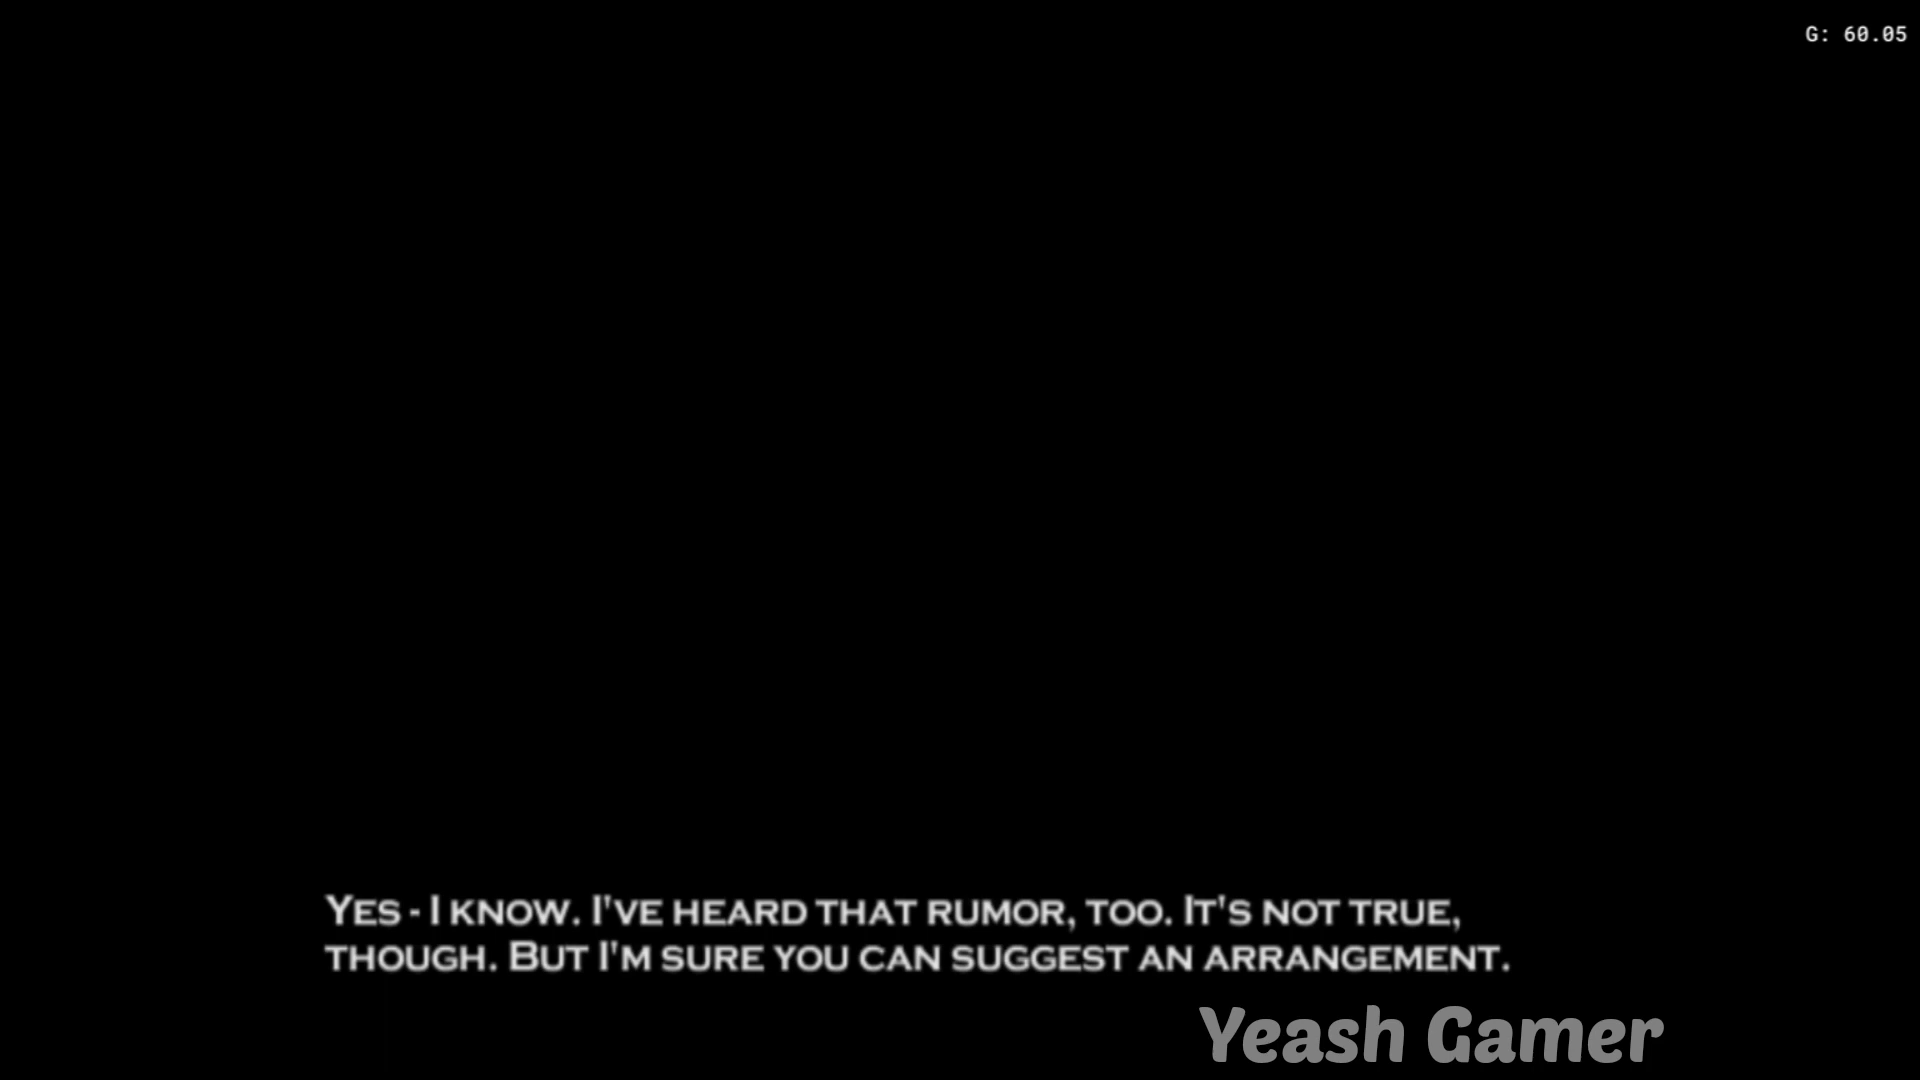 G: 60.05
Yes - I know. I've heard that rumor, too. It's not true,
though. But I'm sure you can suggest an arrangement.
Yeash Gamer